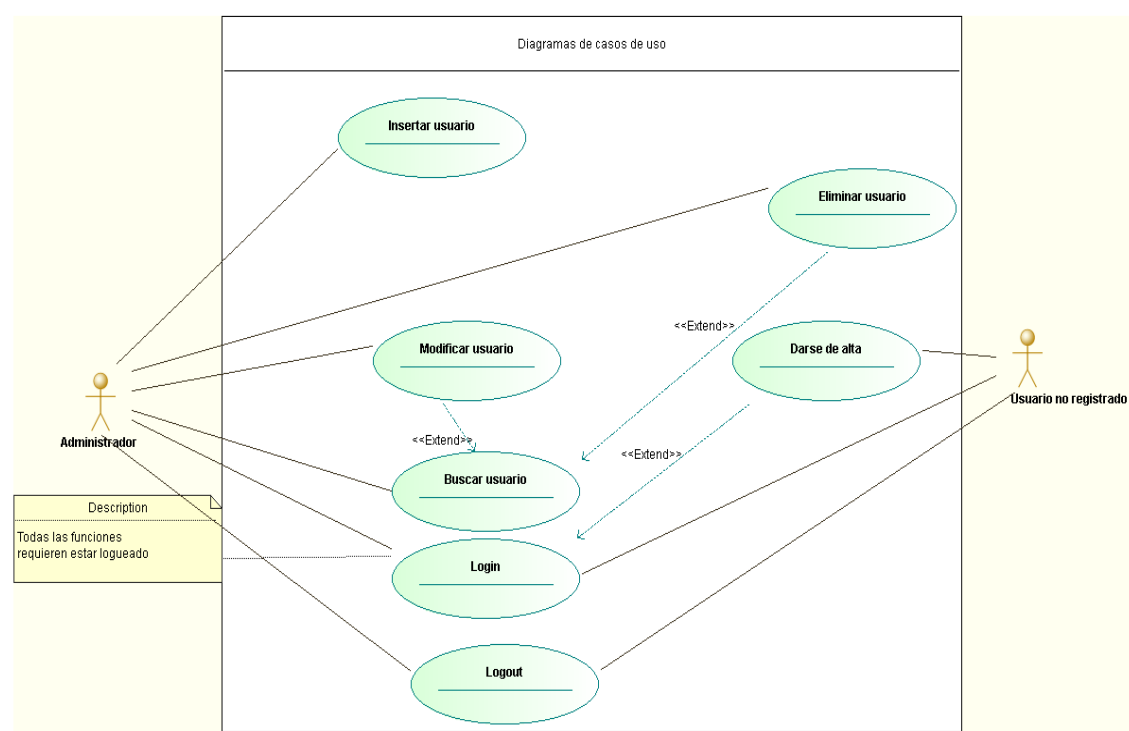 Diagramas de casos de uso
Insertar usuario
Eliminar usuario
<<Extend>>
Modificar usuario
Darse de alta
Usuario no registrado
Administrador
<<Extend>>
<<Extend>>
Buscar usuario
Description
Todas las funciones
requieren estar logueado
Login
Logout